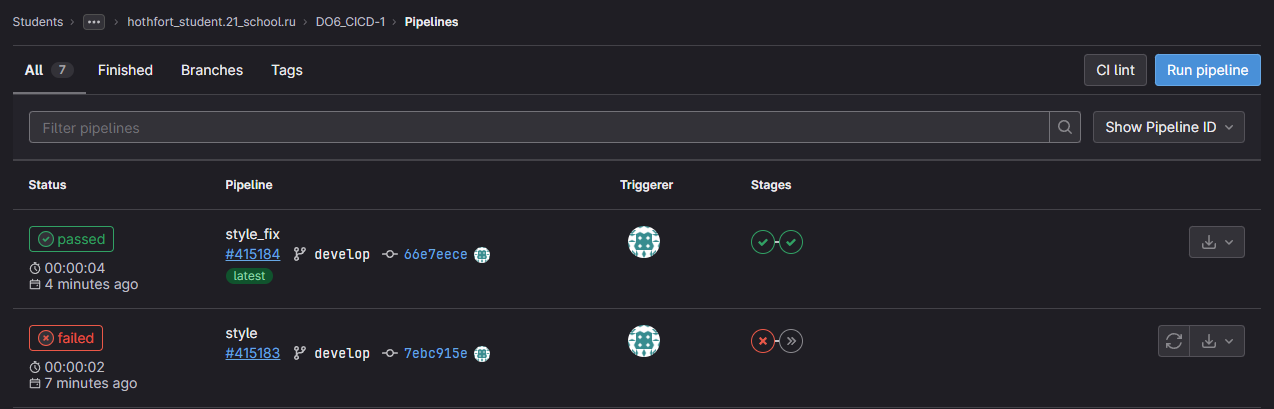 Students > ... > hothfort_student.21_school.ru > DO6_CICD-1 > Pipelines
All 7 Finished Branches Tags CI lint Run pipeline
Filter pipelines Show Pipeline ID
Status Pipeline Triggerer Stages
passed style_fix
#415184 develop 66e7eece
00:00:04 latest
4 minutes ago
failed style
#415183 develop 7ebc915e
00:00:02
7 minutes ago